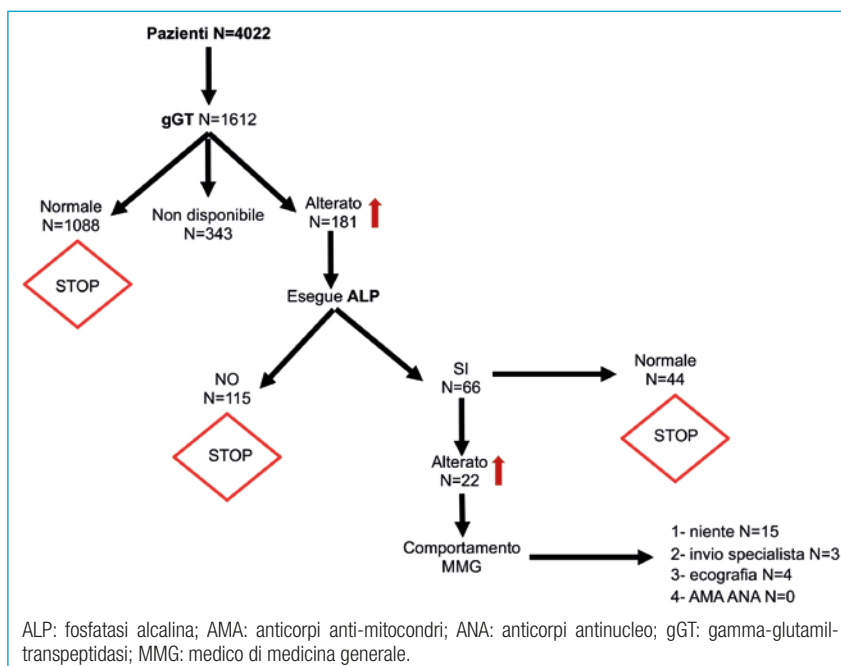 Pazienti N=4022
gGT N=1612
Normale
N=1088
Non disponibile
N=343
Alterato
N=181
STOP
Esegue ALP
NO
N=115
SI
N=66
Normale
N=44
STOP
STOP
Alterato
N=22
Comportamento
MMG
1- niente N=15
2- invio specialista N=3
3- ecografia N=4
4- AMA ANA N=0
ALP: fosfatasi alcalina; AMA: anticorpi anti-mitocondri; ANA: anticorpi antinucleo; gGT: gamma-glutamil-
transpeptidasi; MMG: medico di medicina generale.